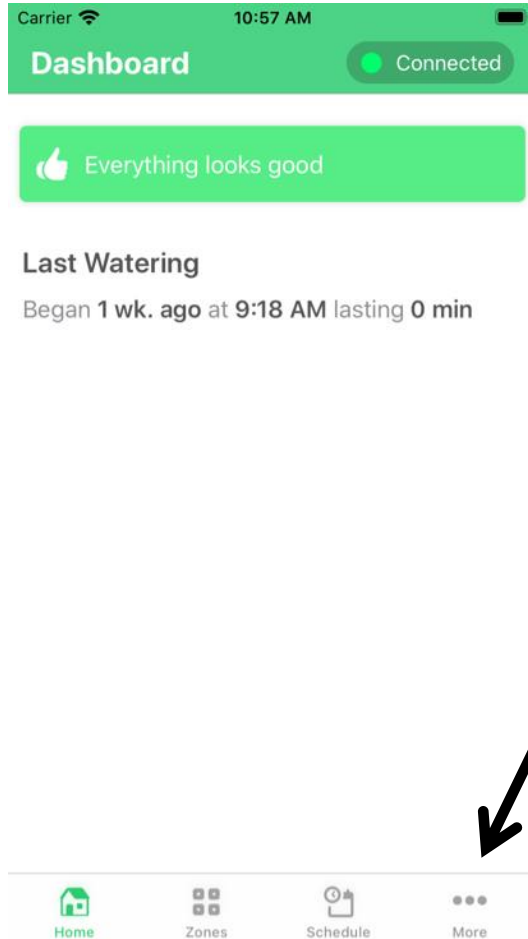 Carrier 10:57 AM
Dashboard Connected
Everything looks good
Last Watering
Began 1 wk. ago at 9:18 AM lasting 0 min
Home Zones Schedule More